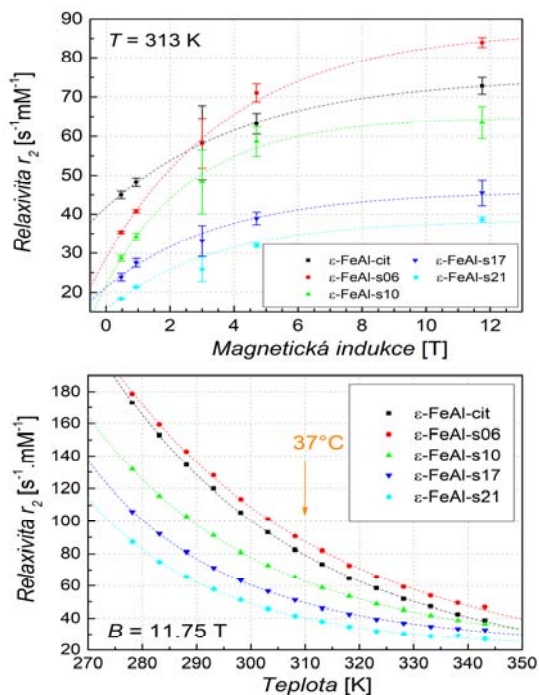 90
80
70
60
50
40
30
20
T = 313 K
Relaxivita r₂ [s⁻¹mM⁻¹]
ε-FeAl-cit
ε-FeAl-s06
ε-FeAl-s10
ε-FeAl-s17
ε-FeAl-s21
0 2 4 6 8 10 12
Magnetická indukce [T]
180
160
140
120
100
80
60
40
20
Relaxivita r₂ [s⁻¹.mM⁻¹]
37°C
ε-FeAl-cit
ε-FeAl-s06
ε-FeAl-s10
ε-FeAl-s17
ε-FeAl-s21
B = 11.75 T
270 280 290 300 310 320 330 340 350
Teplota [K]